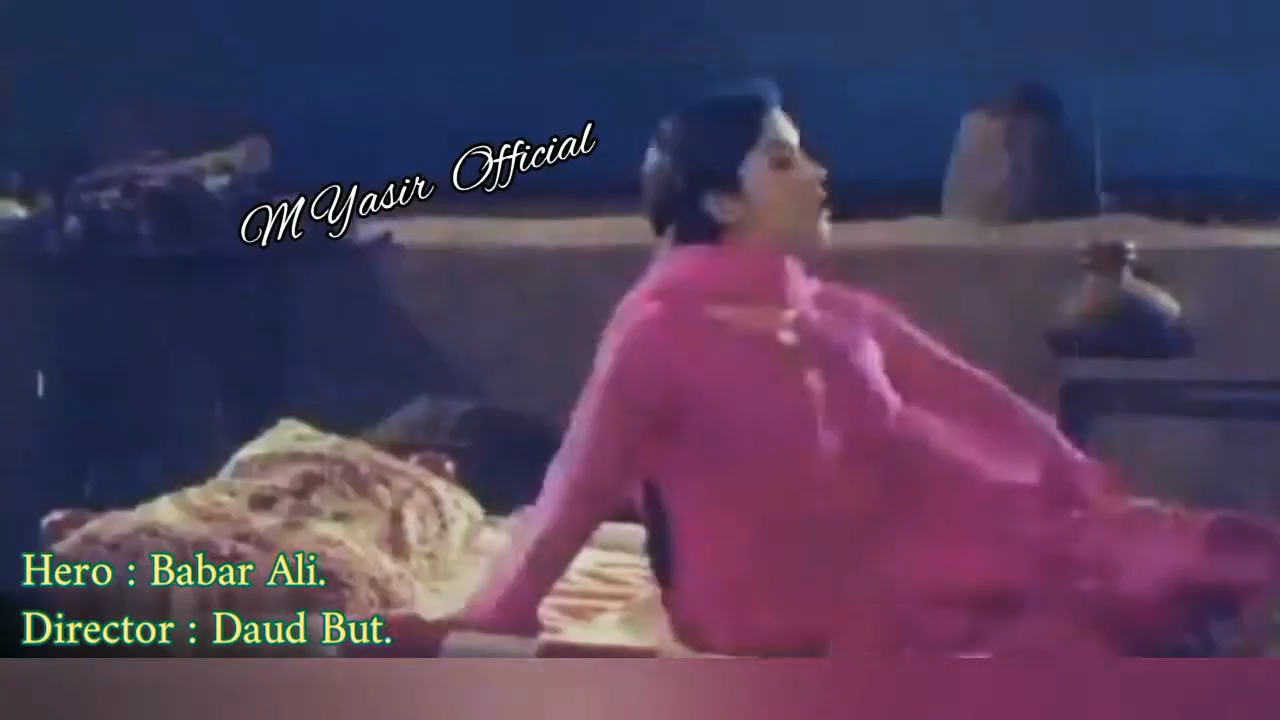 M Yasir Official
Hero : Babar Ali.
Director : Daud But.